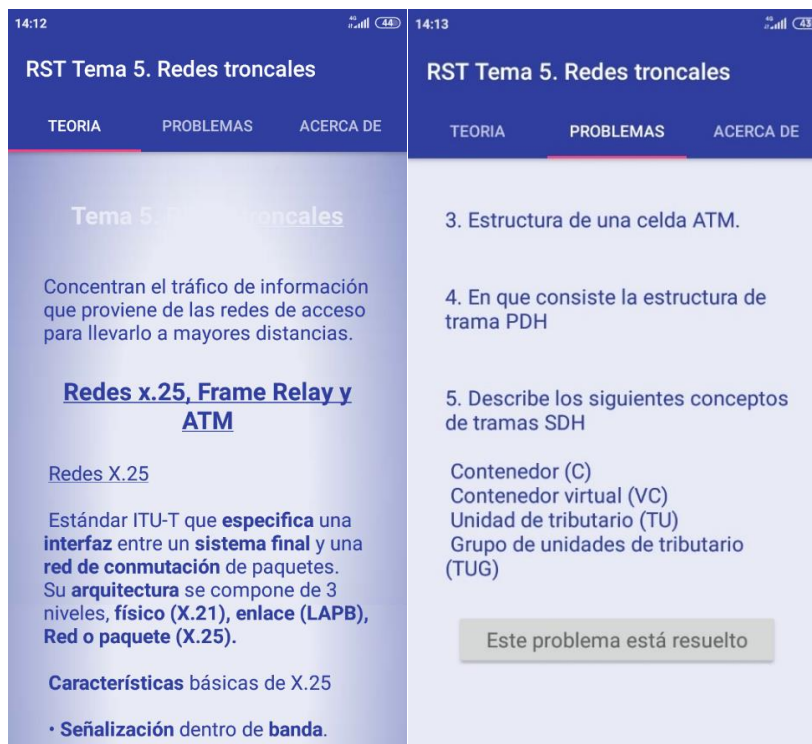 14:12
4G
44
RST Tema 5. Redes troncales
TEORIA PROBLEMAS ACERCA DE
Tema 5. Redes troncales
Concentran el tráfico de información
que proviene de las redes de acceso
para llevarlo a mayores distancias.
Redes x.25, Frame Relay y
ATM
Redes X.25
Estándar ITU-T que especifica una
interfaz entre un sistema final y una
red de conmutación de paquetes.
Su arquitectura se compone de 3
niveles, físico (X.21), enlace (LAPB),
Red o paquete (X.25).
Características básicas de X.25
• Señalización dentro de banda.
14:13
4G
43
RST Tema 5. Redes troncales
TEORIA PROBLEMAS ACERCA DE
3. Estructura de una celda ATM.
4. En que consiste la estructura de
trama PDH
5. Describe los siguientes conceptos
de tramas SDH
Contenedor (C)
Contenedor virtual (VC)
Unidad de tributario (TU)
Grupo de unidades de tributario
(TUG)
Este problema está resuelto